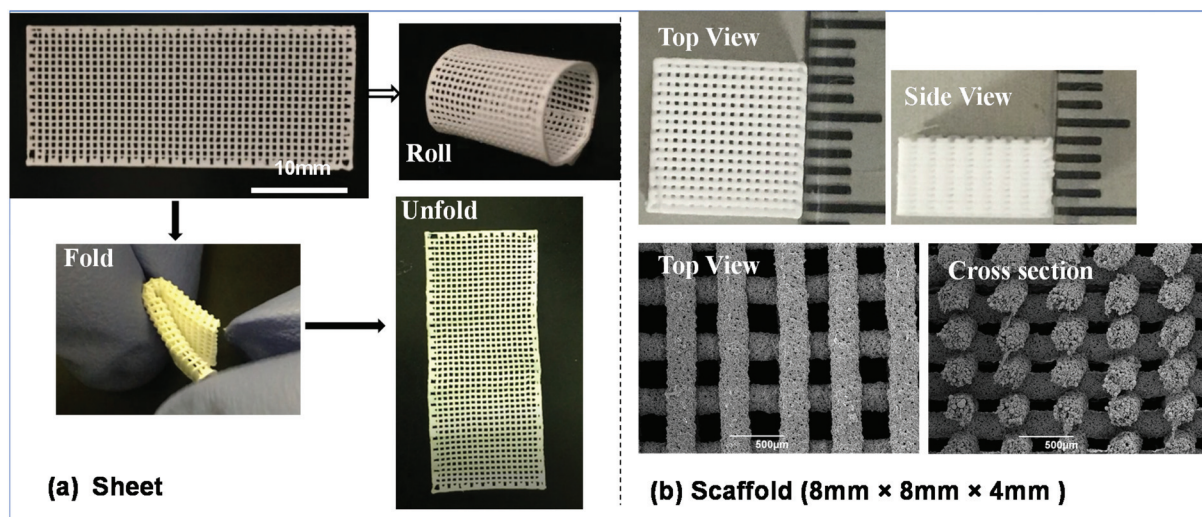 10mm
Roll
Fold
Unfold
(a) Sheet
Top View
Side View
Top View
500μm
Cross section
500μm
(b) Scaffold (8mm × 8mm × 4mm )